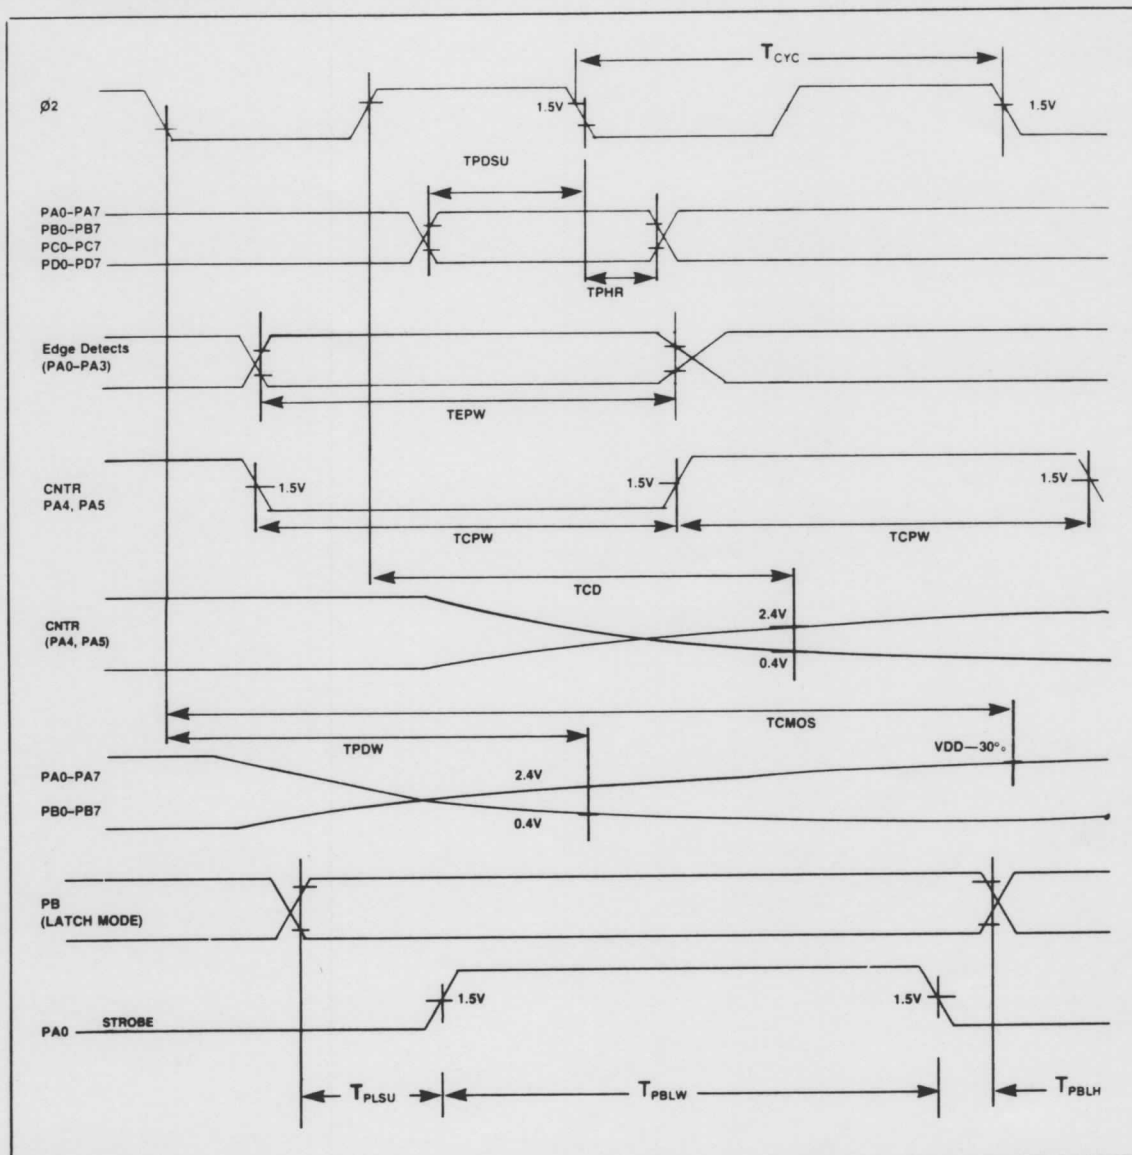 T CYC
Ø2
1.5V
1.5V
TPDSU
PA0–PA7
PB0–PB7
PC0–PC7
PD0–PD7
TPHR
Edge Detects
(PA0–PA3)
TEPW
CNTR
PA4, PA5
1.5V
1.5V
1.5V
TCPW
TCPW
TCD
CNTR
(PA4, PA5)
2.4V
0.4V
TCMOS
TPDW
VDD—30%
PA0–PA7
2.4V
PB0–PB7
0.4V
PB
(LATCH MODE)
1.5V
1.5V
PA0
STROBE
T PLSU
T PBLW
T PBLH